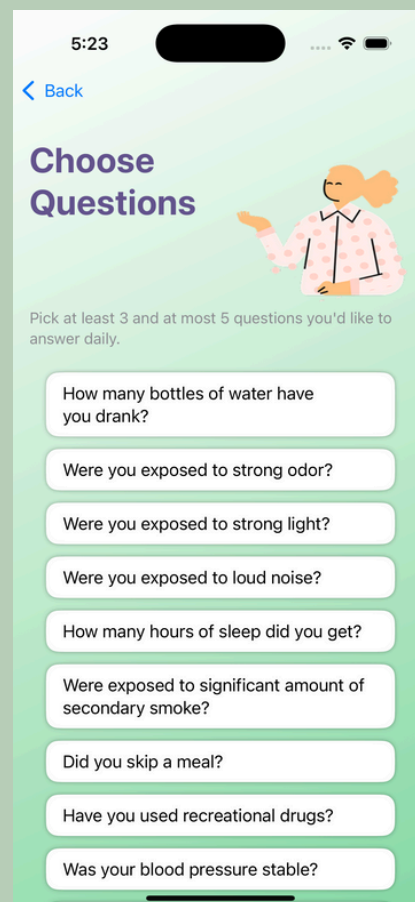 5:23
Back
Choose
Questions
Pick at least 3 and at most 5 questions you'd like to
answer daily.
How many bottles of water have
you drank?
Were you exposed to strong odor?
Were you exposed to strong light?
Were you exposed to loud noise?
How many hours of sleep did you get?
Were exposed to significant amount of
secondary smoke?
Did you skip a meal?
Have you used recreational drugs?
Was your blood pressure stable?